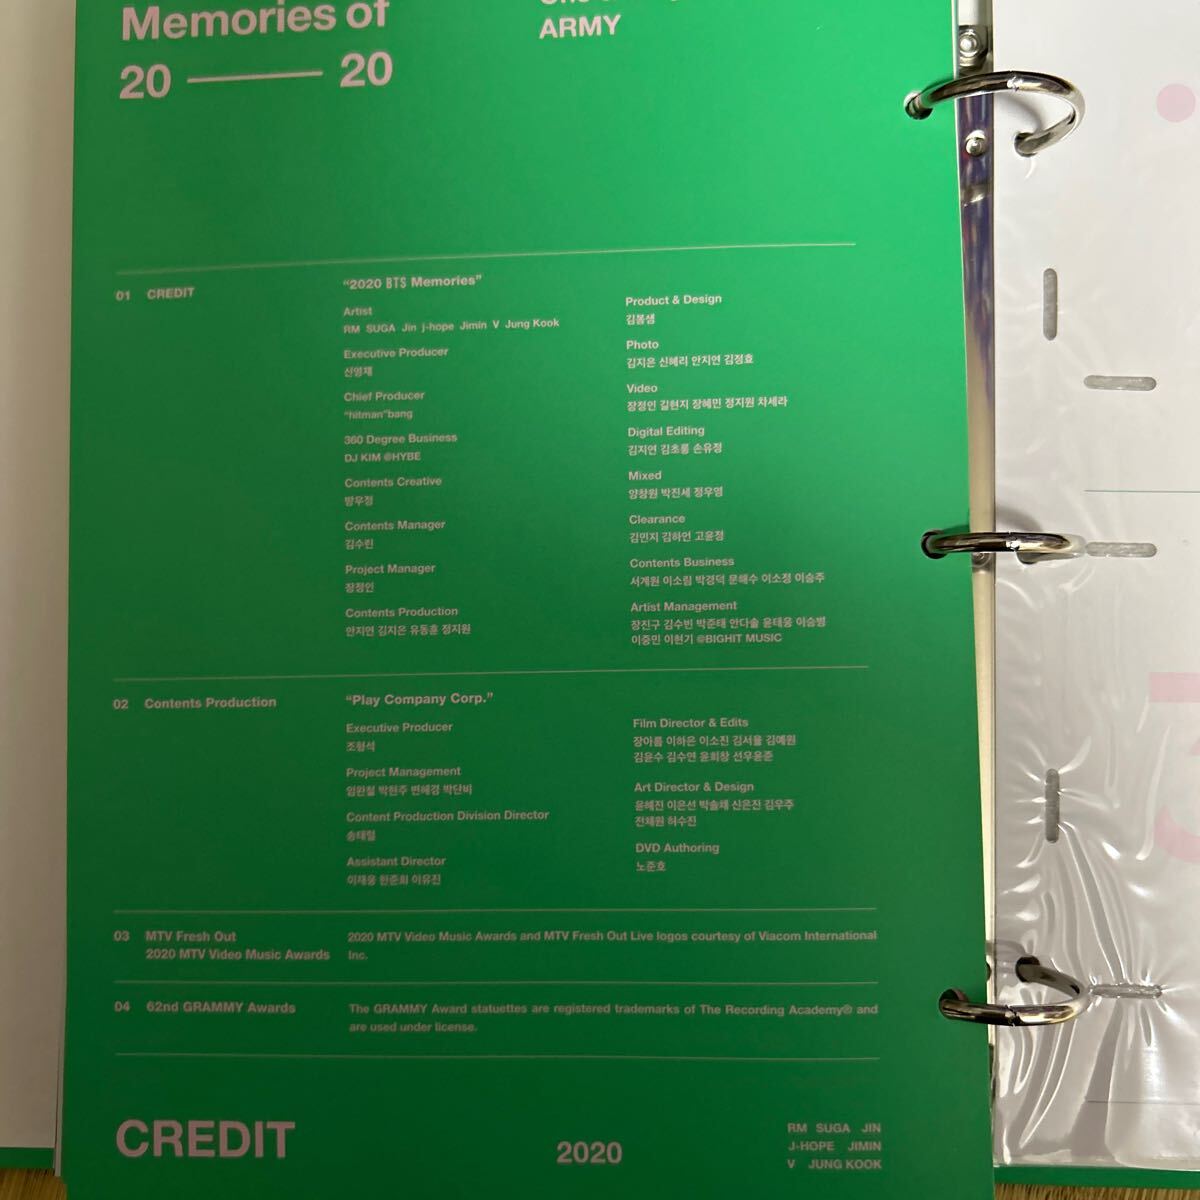 Memories of
20 — 20
ARMY
01 CREDIT
“2020 BTS Memories”
Artist
RM SUGA Jin j-hope Jimin V Jung Kook
Executive Producer
신영재
Chief Producer
“hitman”bang
360 Degree Business
DJ KIM @HYBE
Contents Creative
방우정
Contents Manager
김수린
Project Manager
장정인
Contents Production
안지연 김지은 유동훈 정지원
Product & Design
김봄샘
Photo
김지은 신혜리 안지연 김정효
Video
장정인 길현지 장혜민 정지원 차세라
Digital Editing
김지연 김초롱 손유정
Mixed
양창원 박진세 정우영
Clearance
김민지 김하언 고윤정
Contents Business
서계원 이소림 박경덕 문해수 이소정 이승주
Artist Management
장진구 김수빈 박준태 안다솔 윤태웅 이승병
이중민 이현기 @BIGHIT MUSIC
02 Contents Production
“Play Company Corp.”
Executive Producer
조형석
Project Management
임완철 박현주 변혜경 박단비
Content Production Division Director
송태헐
Assistant Director
이재웅 한준희 이유진
Film Director & Edits
장아름 이하은 이소진 김서율 김예원
김윤수 김수연 윤희창 선우윤준
Art Director & Design
윤혜진 이은선 박솔채 신은진 김우주
전채원 허수진
DVD Authoring
노준호
03 MTV Fresh Out
2020 MTV Video Music Awards
2020 MTV Video Music Awards and MTV Fresh Out Live logos courtesy of Viacom International
Inc.
04 62nd GRAMMY Awards
The GRAMMY Award statuettes are registered trademarks of The Recording Academy® and
are used under license.
CREDIT
2020
RM SUGA JIN
J-HOPE JIMIN
V JUNG KOOK